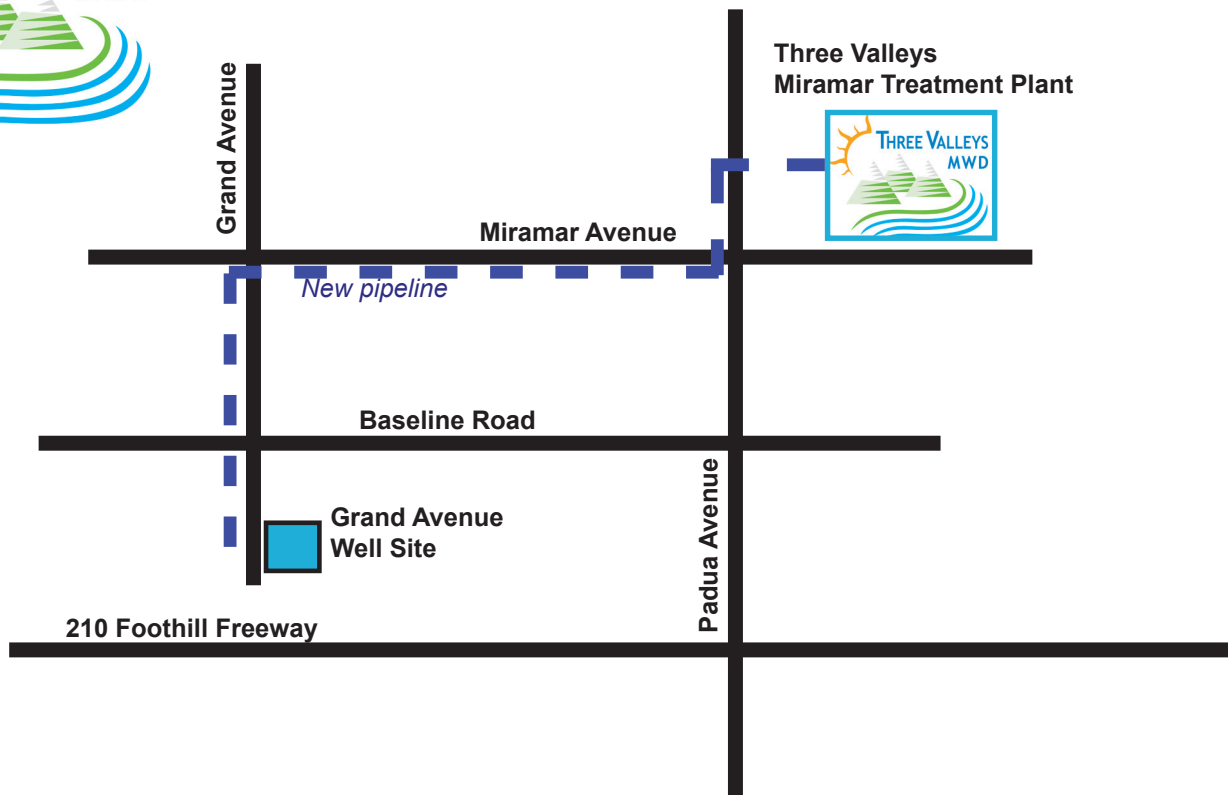 Three Valleys
Miramar Treatment Plant
THREE VALLEYS
MWD
Grand Avenue
Miramar Avenue
New pipeline
Baseline Road
Grand Avenue
Well Site
Padua Avenue
210 Foothill Freeway